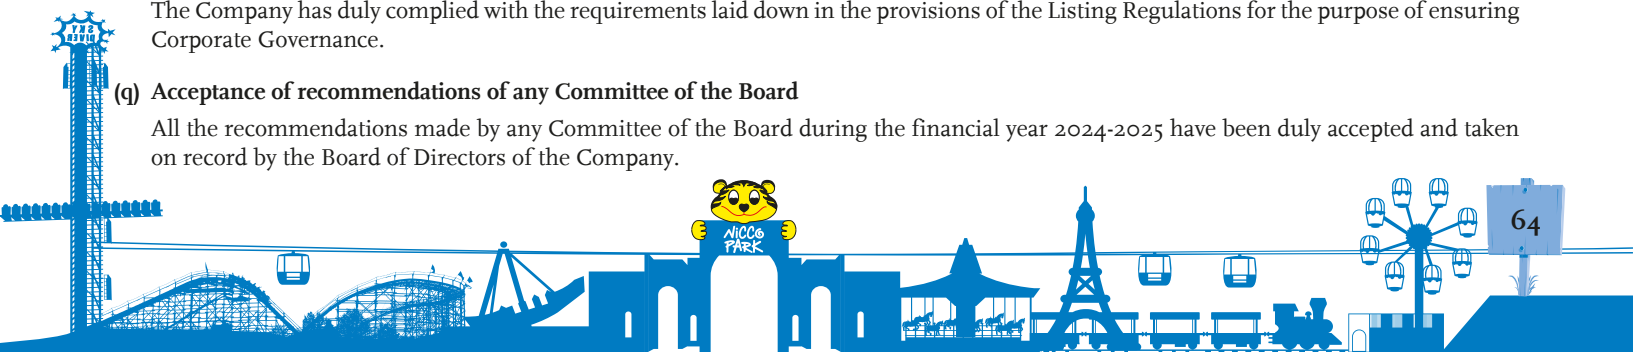 The Company has duly complied with the requirements laid down in the provisions of the Listing Regulations for the purpose of ensuring
Corporate Governance.
SKY
DIVER
(q) Acceptance of recommendations of any Committee of the Board
All the recommendations made by any Committee of the Board during the financial year 2024-2025 have been duly accepted and taken
on record by the Board of Directors of the Company.
NICCO
PARK
64